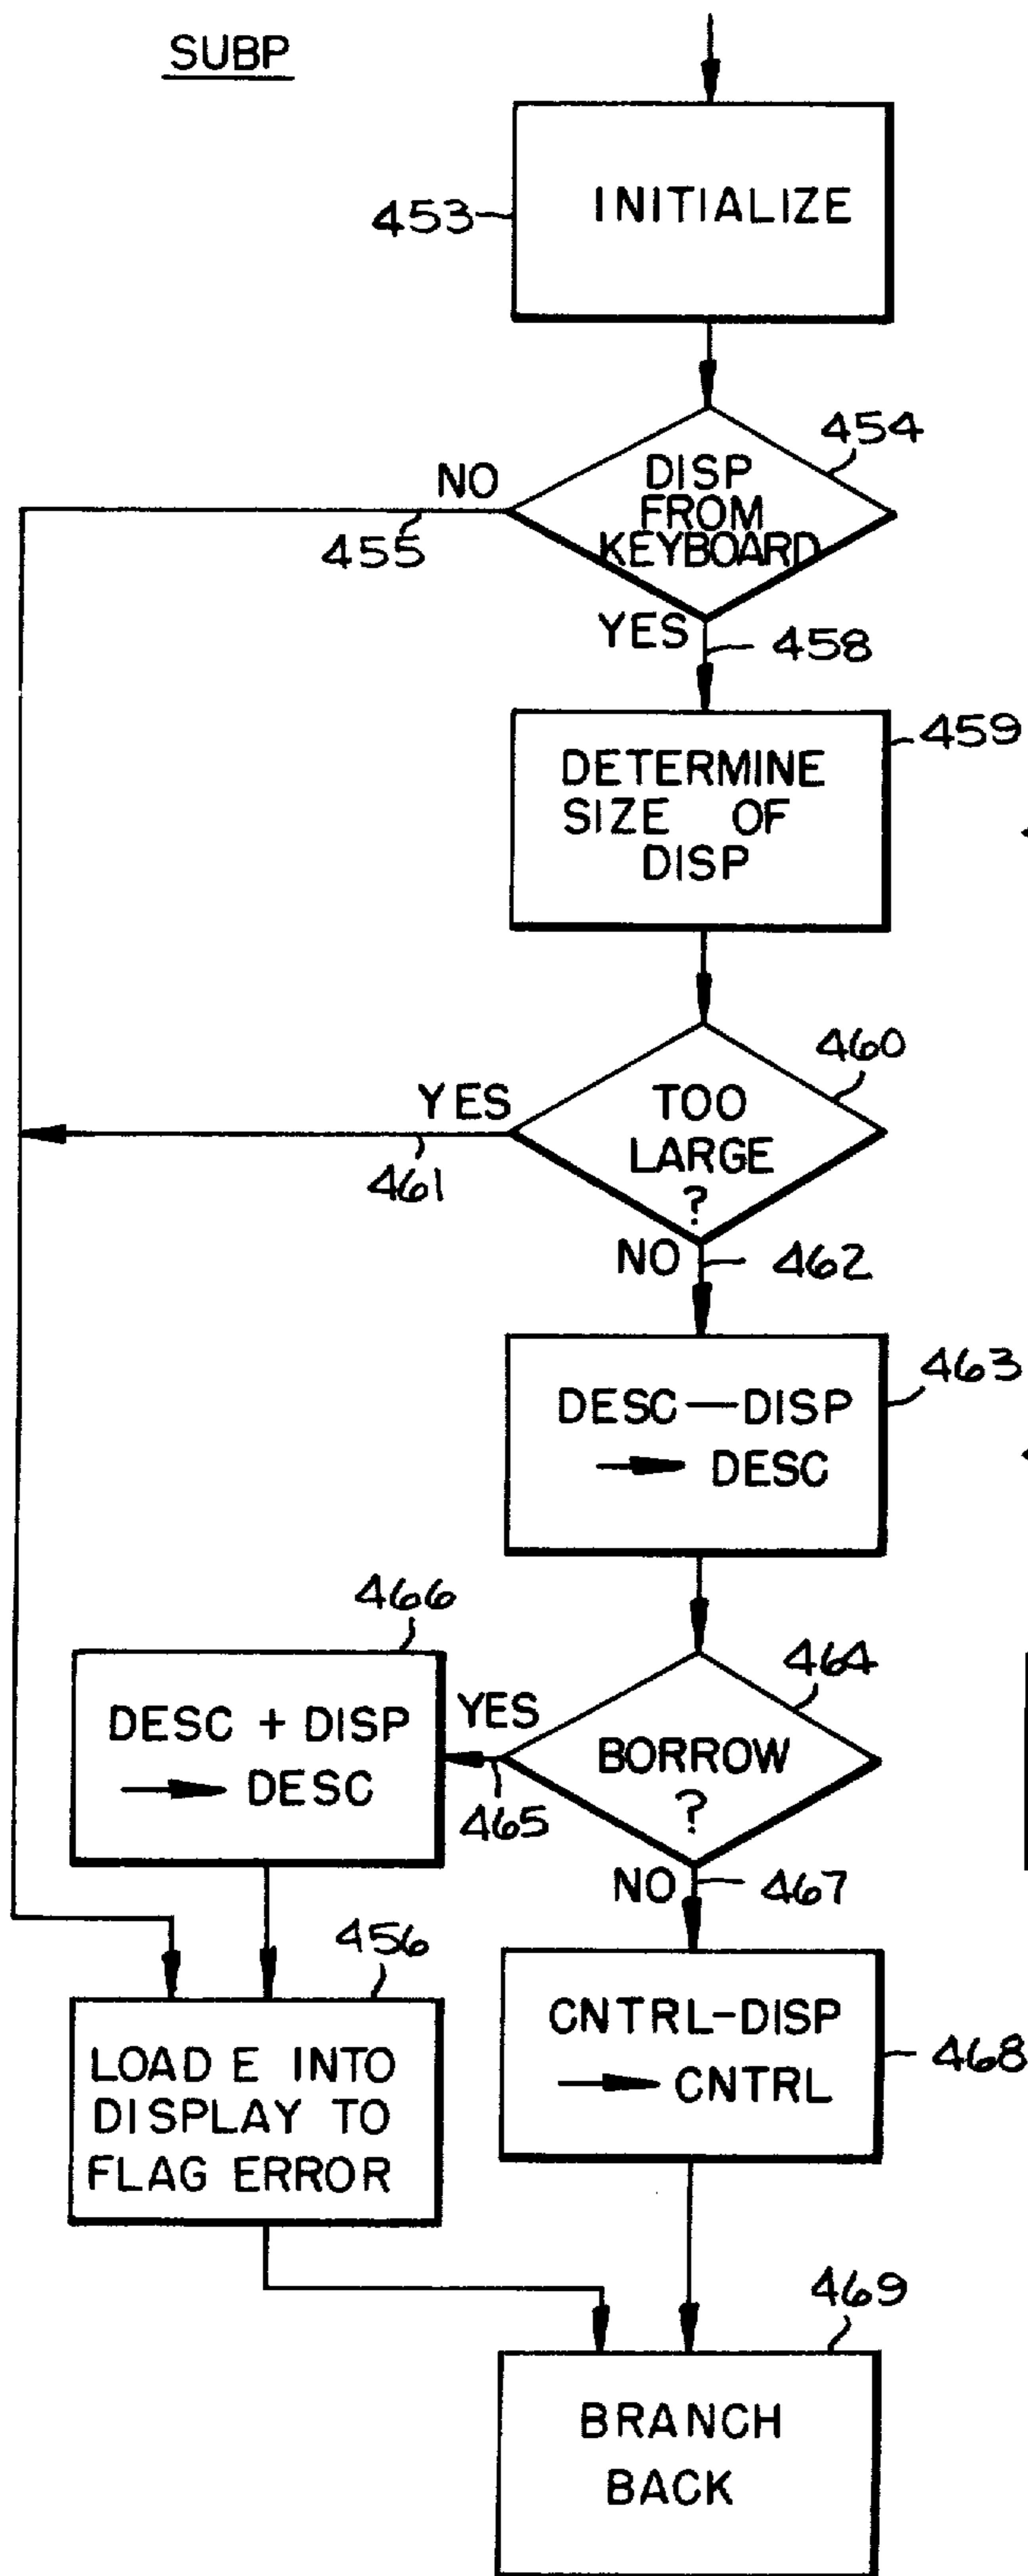 SUBP
INITIALIZE
453
454
DISP
FROM
KEYBOARD
NO
455
YES
458
459
DETERMINE
SIZE OF
DISP
460
TOO
LARGE
?
YES
461
NO
462
463
DESC — DISP
→ DESC
464
BORROW
?
YES
465
466
DESC + DISP
→ DESC
NO
467
456
LOAD E INTO
DISPLAY TO
FLAG ERROR
CNTRL-DISP
→ CNTRL
468
469
BRANCH
BACK